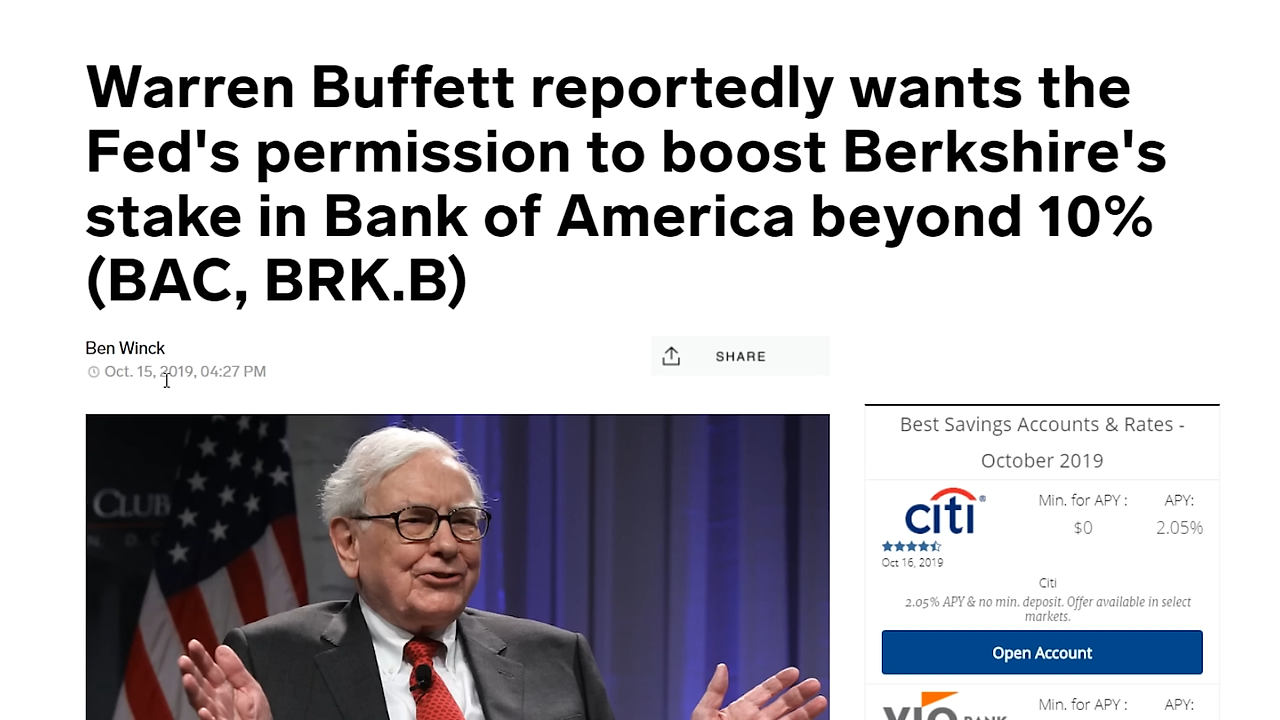 Warren Buffett reportedly wants the
Fed's permission to boost Berkshire's
stake in Bank of America beyond 10%
(BAC, BRK.B)
Ben Winck
Oct. 15, 2019, 04:27 PM
SHARE
CLUB
Best Savings Accounts & Rates -
October 2019
citi®
Min. for APY : APY:
$0 2.05%
Oct 16, 2019
Citi
2.05% APY & no min. deposit. Offer available in select
markets.
Open Account
VIO BANK
Min. for APY : APY: